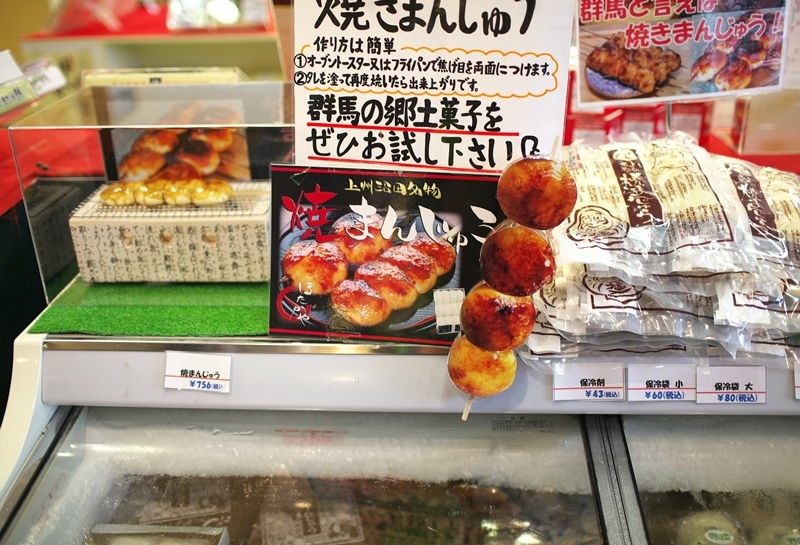 焼きまんじゅう
作り方は簡単
①オーブントースター又はフライパンで焦げ目を両面につけます。
②タレを塗って再度焼いたら出来上がりです。
群馬の郷土菓子を
ぜひお試し下さい
群馬と言えば
焼きまんじゅう!!
上州沼田名物
焼まんじゅう
焼まんじゅう
¥756(税込)
保冷剤
¥43(税込)
保冷袋 小
¥60(税込)
保冷袋 大
¥80(税込)